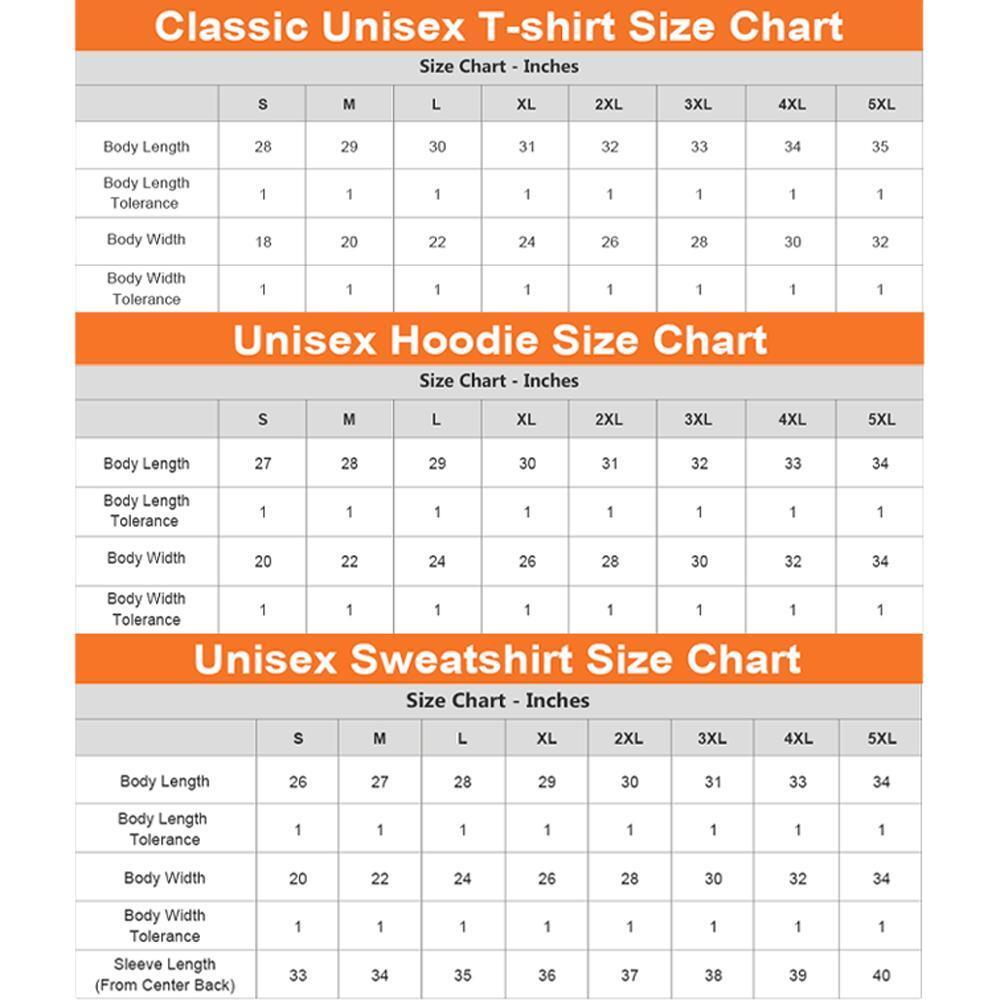 Classic Unisex T-shirt Size Chart
Size Chart - Inches
S M L XL 2XL 3XL 4XL 5XL
Body Length 28 29 30 31 32 33 34 35
Body Length
Tolerance 1 1 1 1 1 1 1 1
Body Width 18 20 22 24 26 28 30 32
Body Width
Tolerance 1 1 1 1 1 1 1 1
Unisex Hoodie Size Chart
Size Chart - Inches
S M L XL 2XL 3XL 4XL 5XL
Body Length 27 28 29 30 31 32 33 34
Body Length
Tolerance 1 1 1 1 1 1 1 1
Body Width 20 22 24 26 28 30 32 34
Body Width
Tolerance 1 1 1 1 1 1 1 1
Unisex Sweatshirt Size Chart
Size Chart - Inches
S M L XL 2XL 3XL 4XL 5XL
Body Length 26 27 28 29 30 31 33 34
Body Length
Tolerance 1 1 1 1 1 1 1 1
Body Width 20 22 24 26 28 30 32 34
Body Width
Tolerance 1 1 1 1 1 1 1 1
Sleeve Length
(From Center Back) 33 34 35 36 37 38 39 40